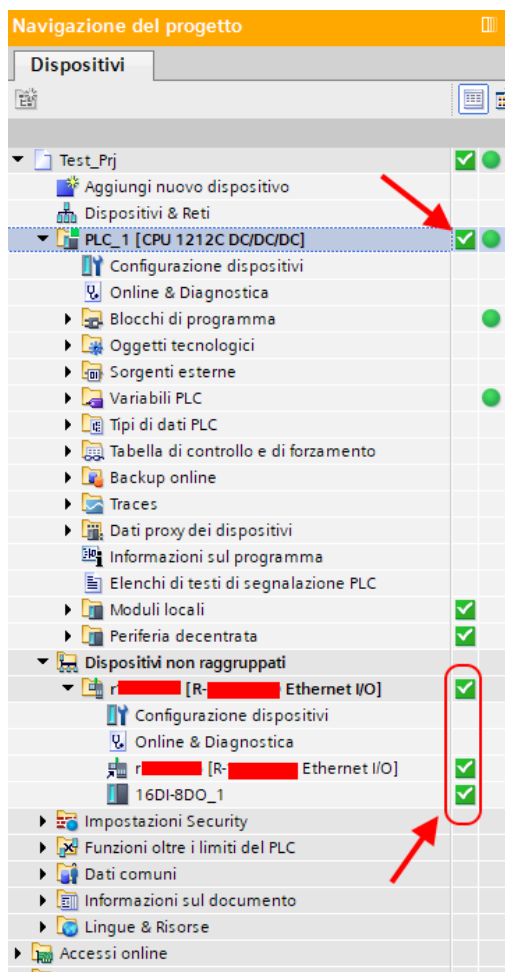 Navigazione del progetto
Dispositivi
Test_Prj
Aggiungi nuovo dispositivo
Dispositivi & Reti
PLC_1 [CPU 1212C DC/DC/DC]
Configurazione dispositivi
Online & Diagnostica
Blocchi di programma
Oggetti tecnologici
Sorgenti esterne
Variabili PLC
Tipi di dati PLC
Tabella di controllo e di forzamento
Backup online
Traces
Dati proxy dei dispositivi
Informazioni sul programma
Elenchi di testi di segnalazione PLC
Moduli locali
Periferia decentrata
Dispositivi non raggruppati
r [R- Ethernet I/O]
Configurazione dispositivi
Online & Diagnostica
r [R- Ethernet I/O]
16DI-8DO_1
Impostazioni Security
Funzioni oltre i limiti del PLC
Dati comuni
Informazioni sul documento
Lingue & Risorse
Accessi online